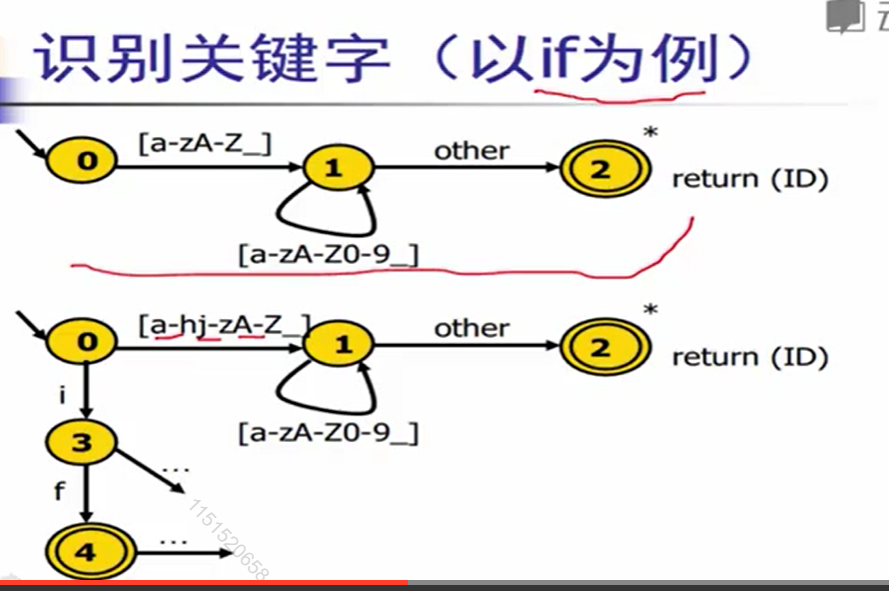 识别关键字（以if为例）
0 [a-zA-Z_] 1 other 2 * return (ID)
[a-zA-Z0-9_]
0 [a-hj-zA-Z_] 1 other 2 * return (ID)
i
[a-zA-Z0-9_]
3 ...
f
4 ...
1151520658